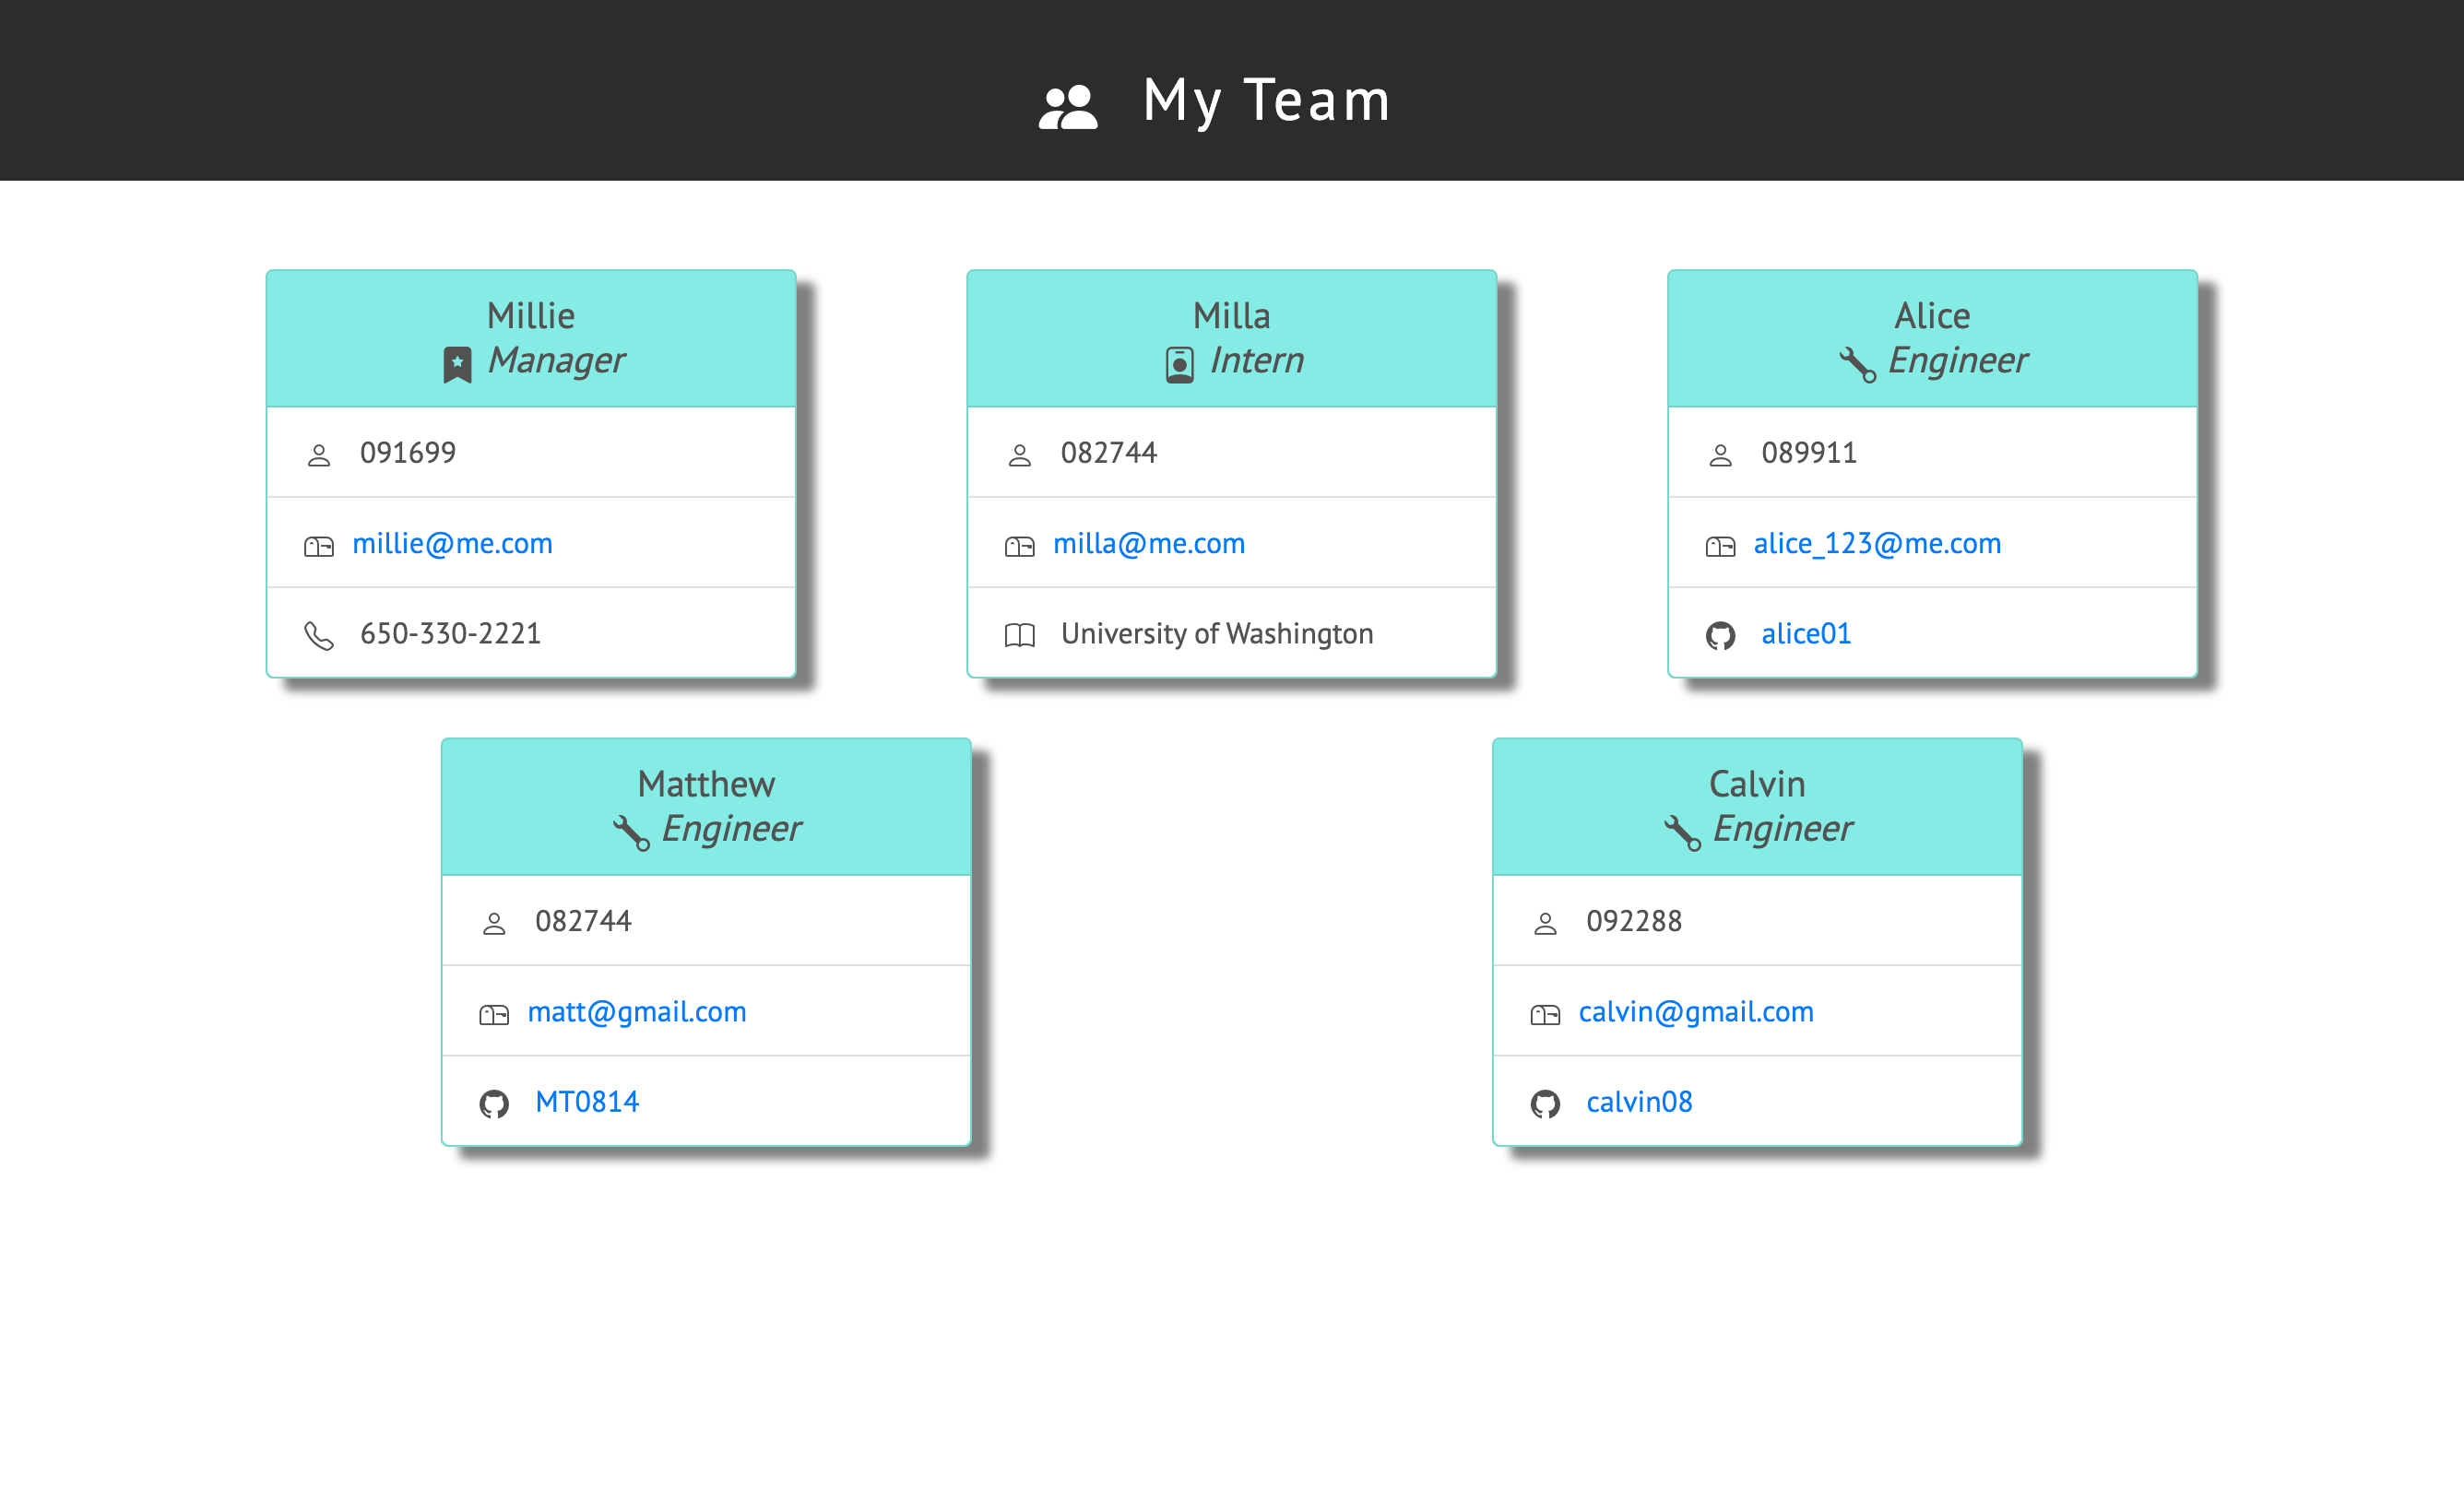 My Team
Millie
Manager
091699
millie@me.com
650-330-2221
Milla
Intern
082744
milla@me.com
University of Washington
Alice
Engineer
089911
alice_123@me.com
alice01
Matthew
Engineer
082744
matt@gmail.com
MT0814
Calvin
Engineer
092288
calvin@gmail.com
calvin08